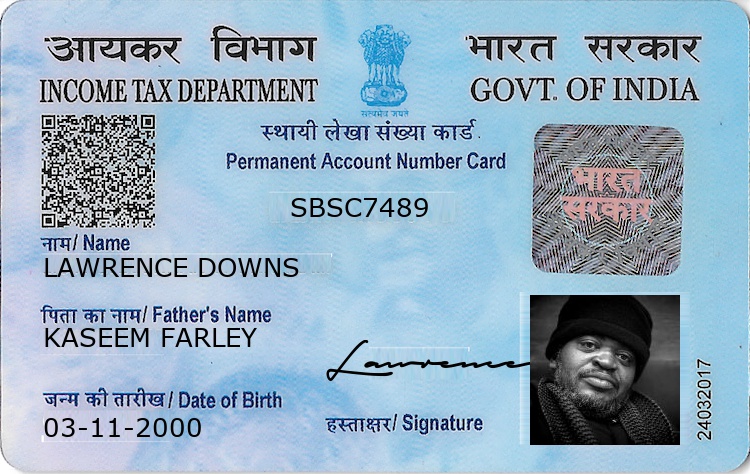 आयकर विभाग
INCOME TAX DEPARTMENT
भारत सरकार
GOVT. OF INDIA
सत्यमेव जयते
स्थायी लेखा संख्या कार्ड
Permanent Account Number Card
SBSC7489
भारत
सरकार
नाम/ Name
LAWRENCE DOWNS
पिता का नाम/ Father's Name
KASEEM FARLEY
Lawrence
जन्म की तारीख/ Date of Birth
03-11-2000
हस्ताक्षर/ Signature
24032017